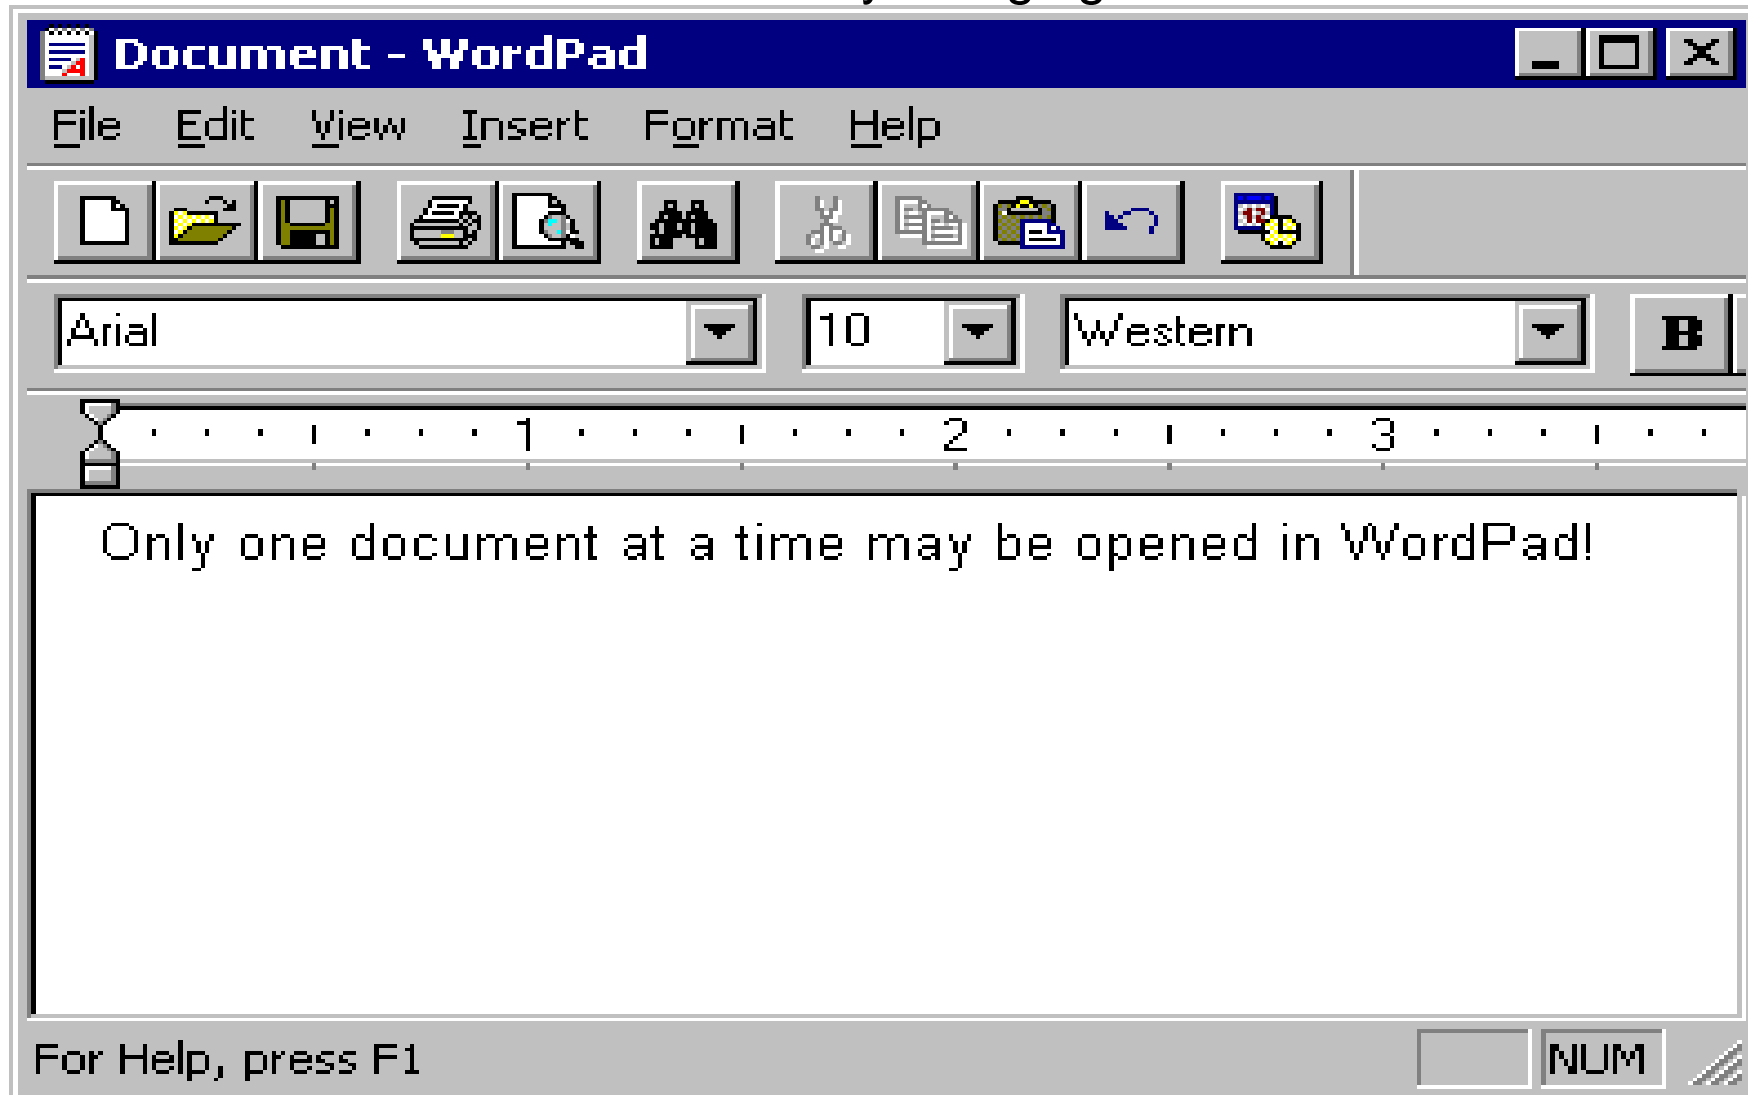 Document - WordPad
File Edit View Insert Format Help
12
Arial 10 Western B
1 2 3
Only one document at a time may be opened in WordPad!
For Help, press F1 NUM